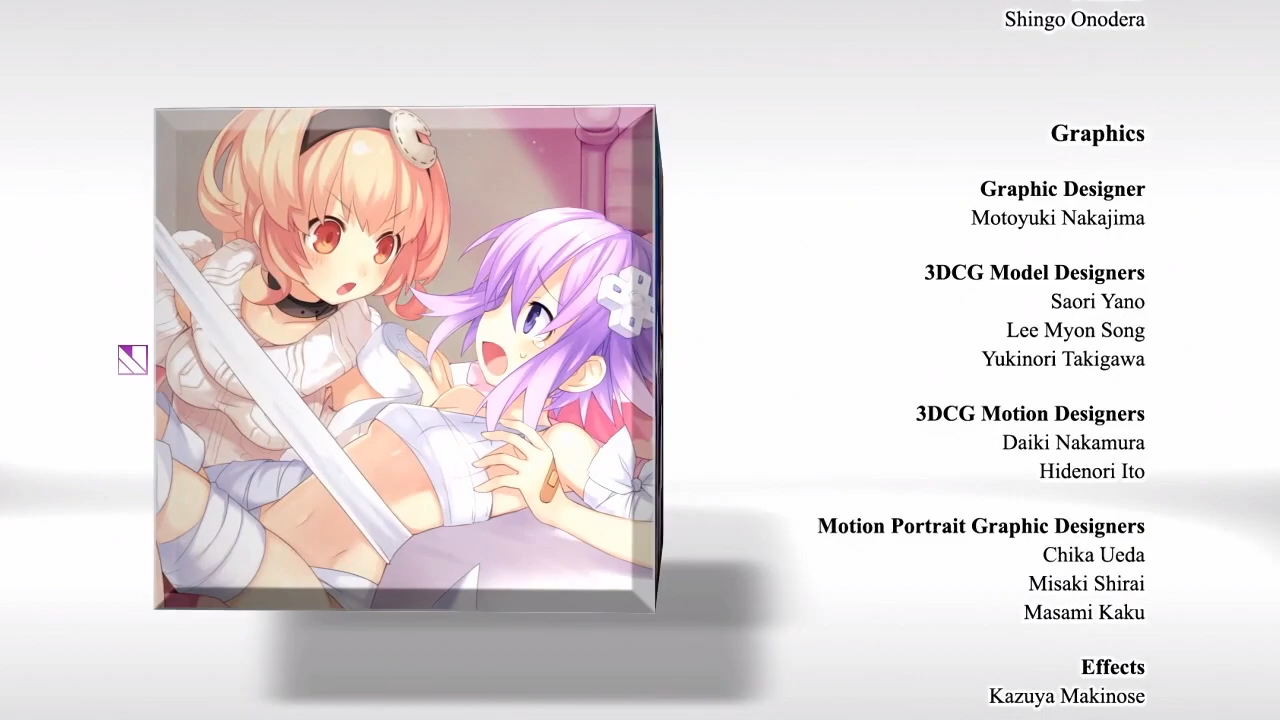 Shingo Onodera
Graphics
Graphic Designer
Motoyuki Nakajima
3DCG Model Designers
Saori Yano
Lee Myon Song
Yukinori Takigawa
3DCG Motion Designers
Daiki Nakamura
Hidenori Ito
Motion Portrait Graphic Designers
Chika Ueda
Misaki Shirai
Masami Kaku
Effects
Kazuya Makinose